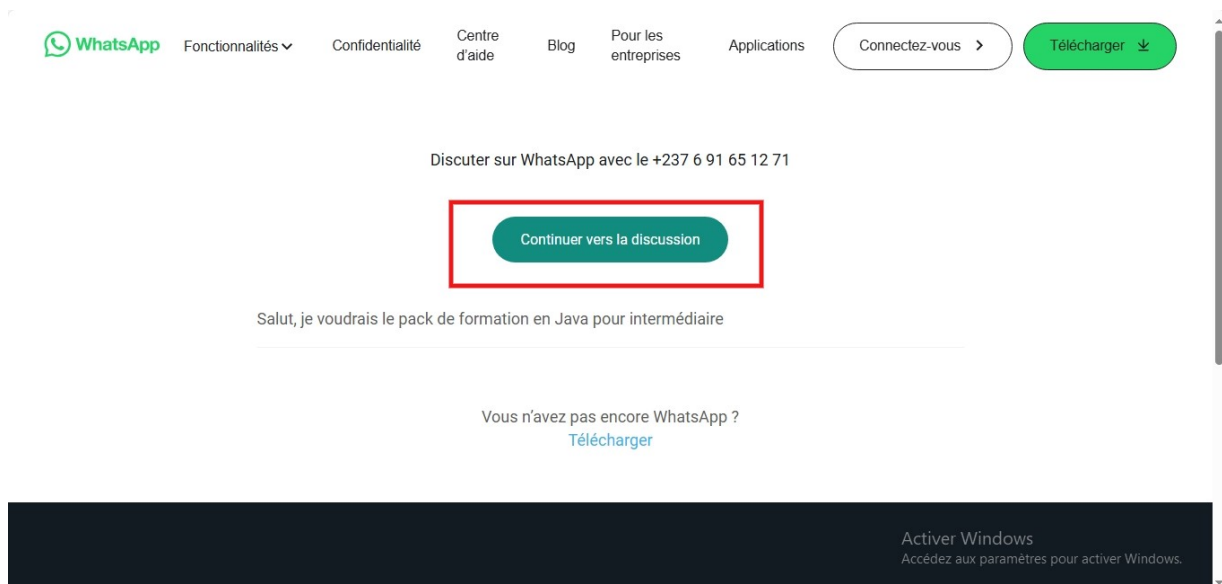 WhatsApp
Fonctionnalités
Confidentialité
Centre
d'aide
Blog
Pour les
entreprises
Applications
Connectez-vous
Télécharger
Discuter sur WhatsApp avec le +237 6 91 65 12 71
Continuer vers la discussion
Salut, je voudrais le pack de formation en Java pour intermédiaire
Vous n’avez pas encore WhatsApp ?
Télécharger
Activer Windows
Accédez aux paramètres pour activer Windows.